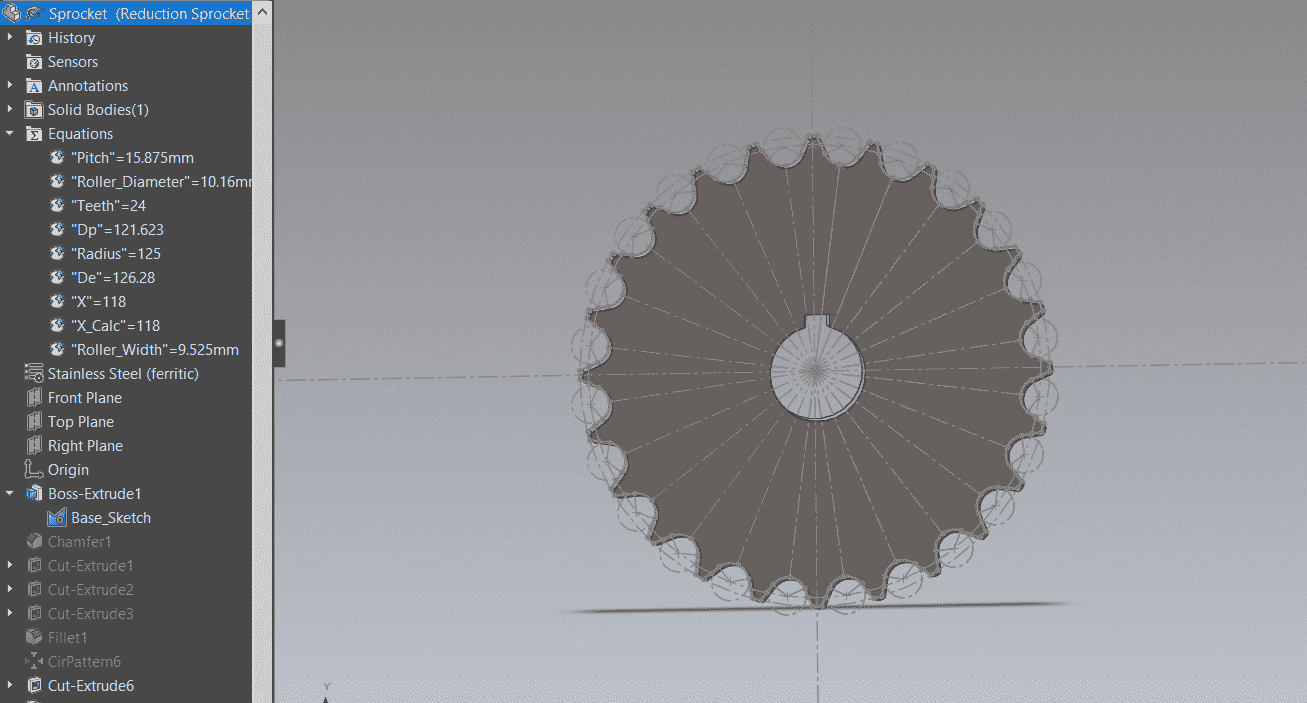 Sprocket (Reduction Sprocket
History
Sensors
Annotations
Solid Bodies(1)
Equations
"Pitch"=15.875mm
"Roller_Diameter"=10.16mm
"Teeth"=24
"Dp"=121.623
"Radius"=125
"De"=126.28
"X"=118
"X_Calc"=118
"Roller_Width"=9.525mm
Stainless Steel (ferritic)
Front Plane
Top Plane
Right Plane
Origin
Boss-Extrude1
Base_Sketch
Chamfer1
Cut-Extrude1
Cut-Extrude2
Cut-Extrude3
Fillet1
CirPattern6
Cut-Extrude6
Y